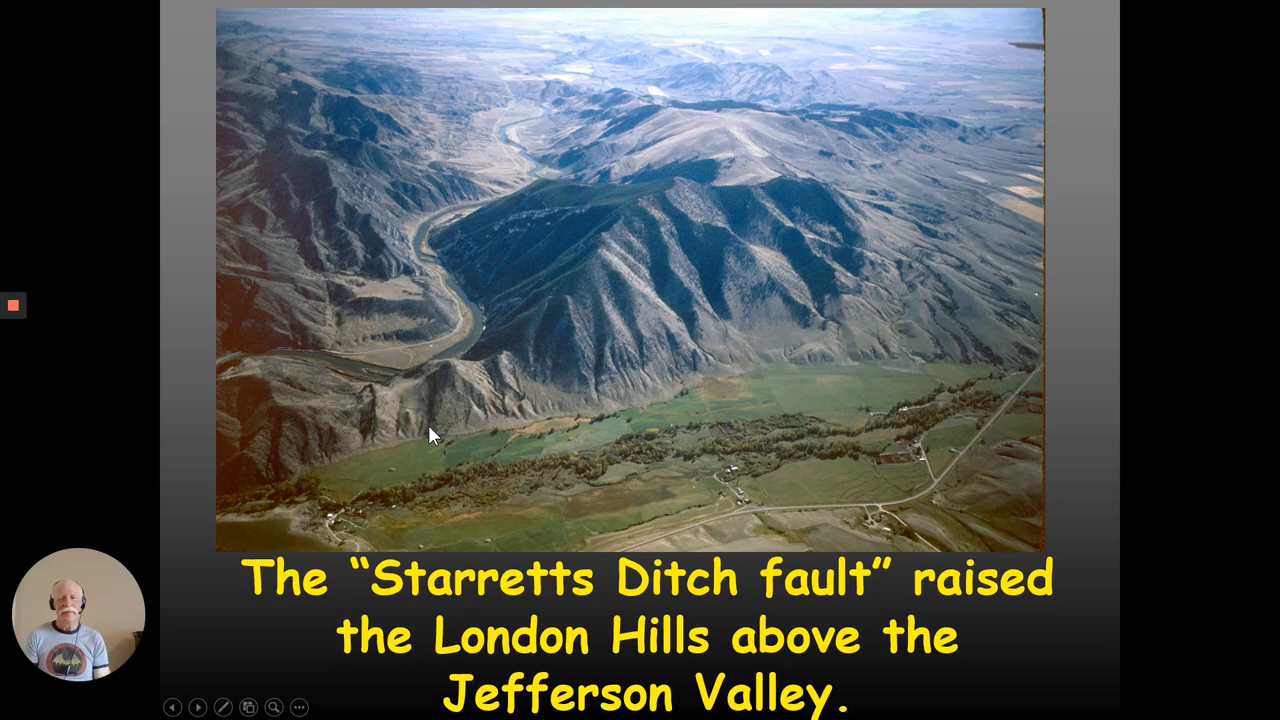 The “Starretts Ditch fault” raised
the London Hills above the
Jefferson Valley.